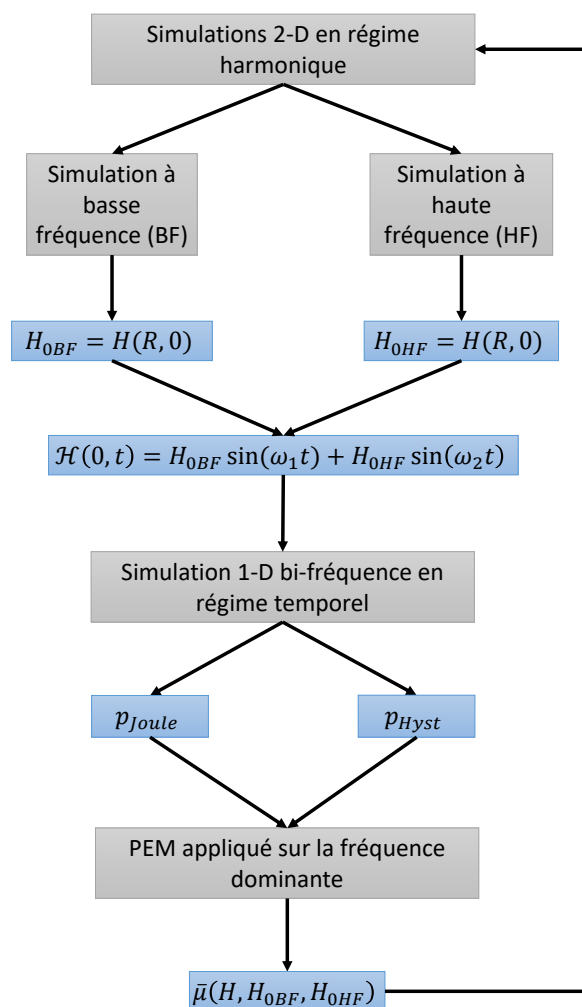 Simulations 2-D en régime
harmonique
Simulation à
basse
fréquence (BF)
Simulation à
haute
fréquence (HF)
H₀BF = H(R, 0)
H₀HF = H(R, 0)
ℋ(0, t) = H₀BF sin(ω₁t) + H₀HF sin(ω₂t)
Simulation 1-D bi-fréquence en
régime temporel
p_Joule
p_Hyst
PEM appliqué sur la fréquence
dominante
μ̄(H, H₀BF, H₀HF)